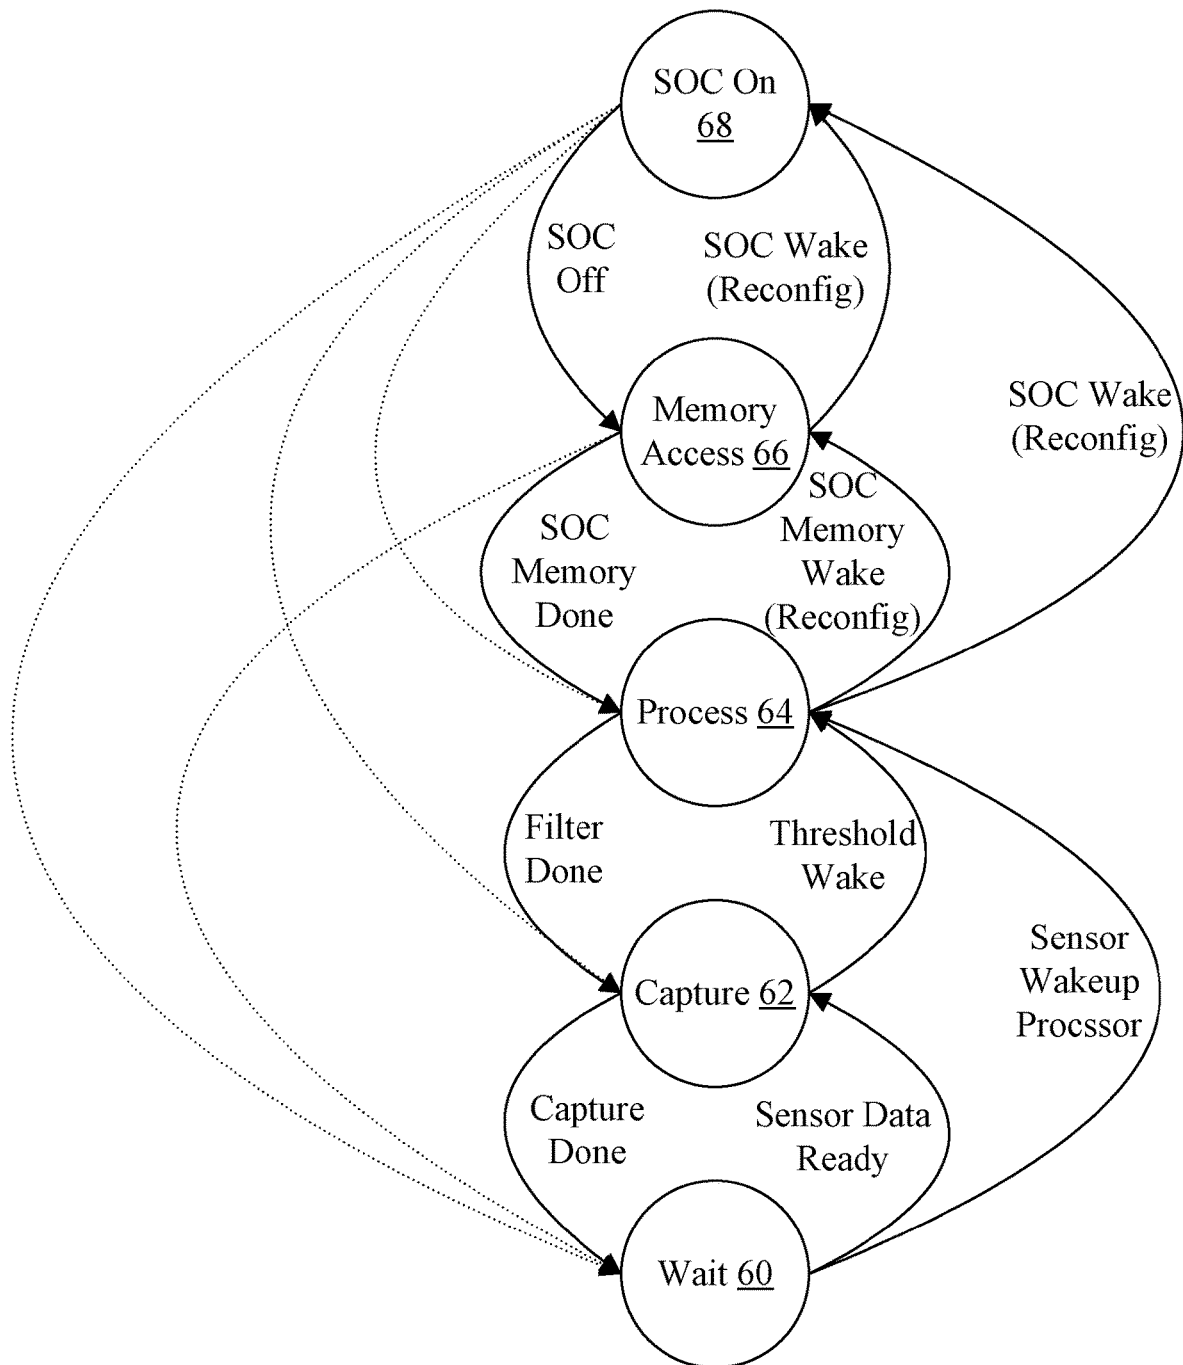 SOC On
68
SOC
Off
SOC Wake
(Reconfig)
SOC Wake
(Reconfig)
Memory
Access 66
SOC
Memory
Done
SOC
Memory
Wake
(Reconfig)
Process 64
Filter
Done
Threshold
Wake
Sensor
Wakeup
Procssor
Capture 62
Capture
Done
Sensor Data
Ready
Wait 60